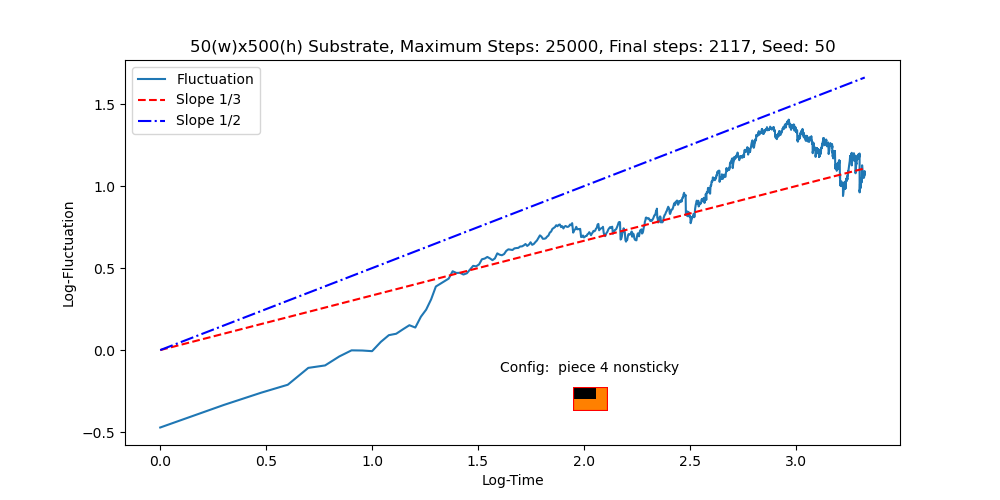 50(w)x500(h) Substrate, Maximum Steps: 25000, Final steps: 2117, Seed: 50
Fluctuation
Slope 1/3
Slope 1/2
1.5
1.0
0.5
0.0
−0.5
Log-Fluctuation
Config:  piece 4 nonsticky
0.0 0.5 1.0 1.5 2.0 2.5 3.0
Log-Time